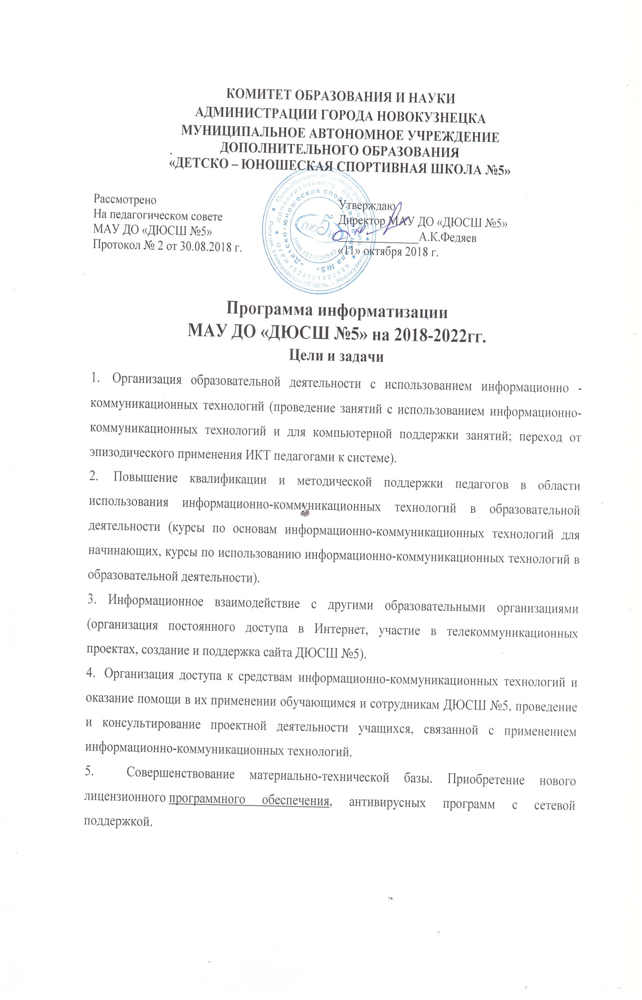 КОМИТЕТ ОБРАЗОВАНИЯ И НАУКИ
АДМИНИСТРАЦИИ ГОРОДА НОВОКУЗНЕЦКА
МУНИЦИПАЛЬНОЕ АВТОНОМНОЕ УЧРЕЖДЕНИЕ
ДОПОЛНИТЕЛЬНОГО ОБРАЗОВАНИЯ
«ДЕТСКО – ЮНОШЕСКАЯ СПОРТИВНАЯ ШКОЛА №5»
Рассмотрено
На педагогическом совете
МАУ ДО «ДЮСШ №5»
Протокол № 2 от 30.08.2018 г.
Муниципальное автономное учреждение
дополнительного образования
«Детско-юношеская спортивная школа №5»
Россия, Кемеровская область, г.Новокузнецк
ОГРН 1024201822589
ДЮСШ 5
Утверждаю
Директор МАУ ДО «ДЮСШ №5»
_____________А.К.Федяев
«11» октября 2018 г.
Программа информатизации
МАУ ДО «ДЮСШ №5» на 2018-2022гг.
Цели и задачи
1. Организация образовательной деятельности с использованием информационно -
коммуникационных технологий (проведение занятий с использованием информационно-
коммуникационных технологий и для компьютерной поддержки занятий; переход от
эпизодического применения ИКТ педагогами к системе).
2. Повышение квалификации и методической поддержки педагогов в области
использования информационно-коммуникационных технологий в образовательной
деятельности (курсы по основам информационно-коммуникационных технологий для
начинающих, курсы по использованию информационно-коммуникационных технологий в
образовательной деятельности).
3. Информационное взаимодействие с другими образовательными организациями
(организация постоянного доступа в Интернет, участие в телекоммуникационных
проектах, создание и поддержка сайта ДЮСШ №5).
4. Организация доступа к средствам информационно-коммуникационных технологий и
оказание помощи в их применении обучающимся и сотрудникам ДЮСШ №5, проведение
и консультирование проектной деятельности учащихся, связанной с применением
информационно-коммуникационных технологий.
5. Совершенствование материально-технической базы. Приобретение нового
лицензионного программного обеспечения, антивирусных программ с сетевой
поддержкой.